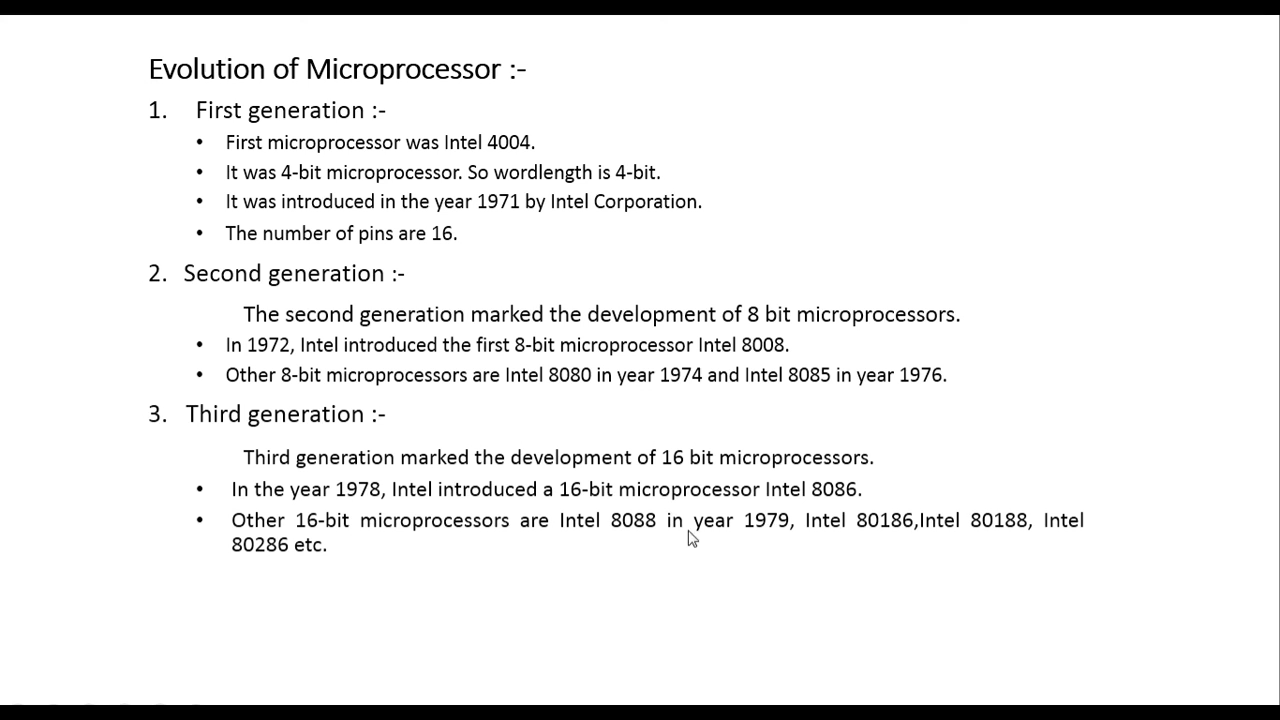 Evolution of Microprocessor :-
1. First generation :-
• First microprocessor was Intel 4004.
• It was 4-bit microprocessor. So wordlength is 4-bit.
• It was introduced in the year 1971 by Intel Corporation.
• The number of pins are 16.
2. Second generation :-
The second generation marked the development of 8 bit microprocessors.
• In 1972, Intel introduced the first 8-bit microprocessor Intel 8008.
• Other 8-bit microprocessors are Intel 8080 in year 1974 and Intel 8085 in year 1976.
3. Third generation :-
Third generation marked the development of 16 bit microprocessors.
• In the year 1978, Intel introduced a 16-bit microprocessor Intel 8086.
• Other 16-bit microprocessors are Intel 8088 in year 1979, Intel 80186,Intel 80188, Intel
80286 etc.